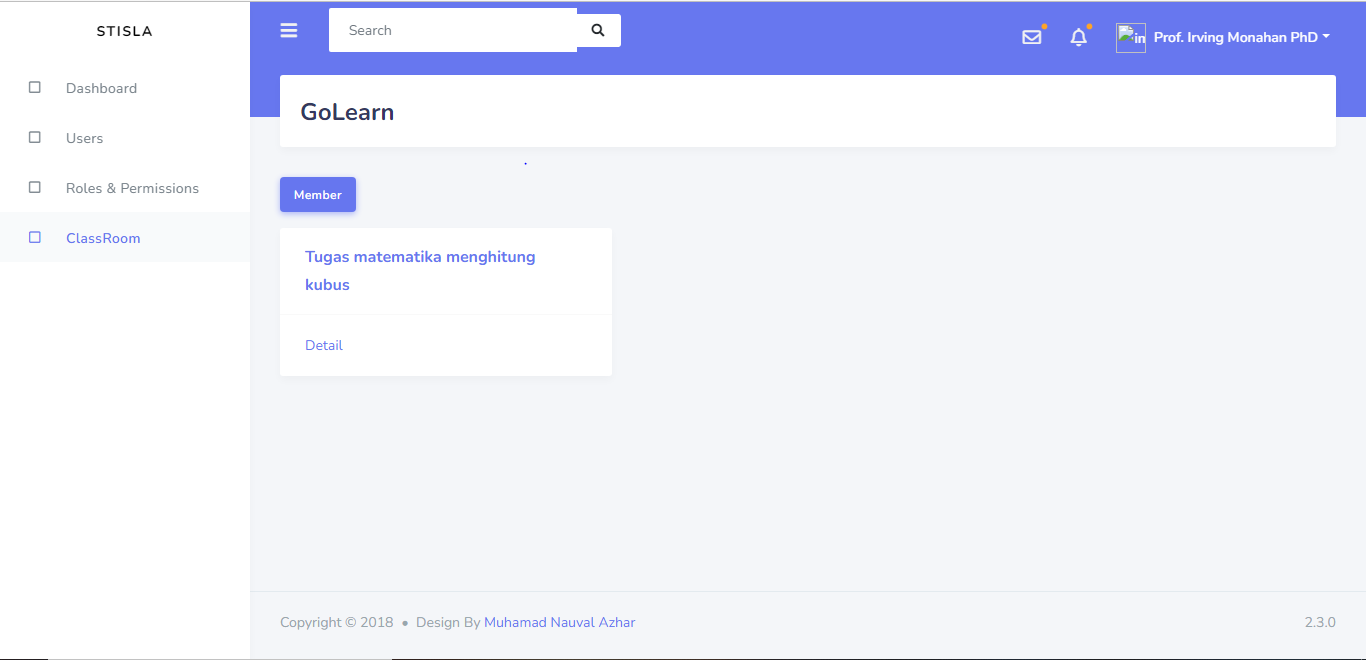 STISLA
Dashboard
Users
Roles & Permissions
ClassRoom
Search
in
Prof. Irving Monahan PhD
GoLearn
Member
Tugas matematika menghitung
kubus
Detail
Copyright © 2018 • Design By Muhamad Nauval Azhar
2.3.0